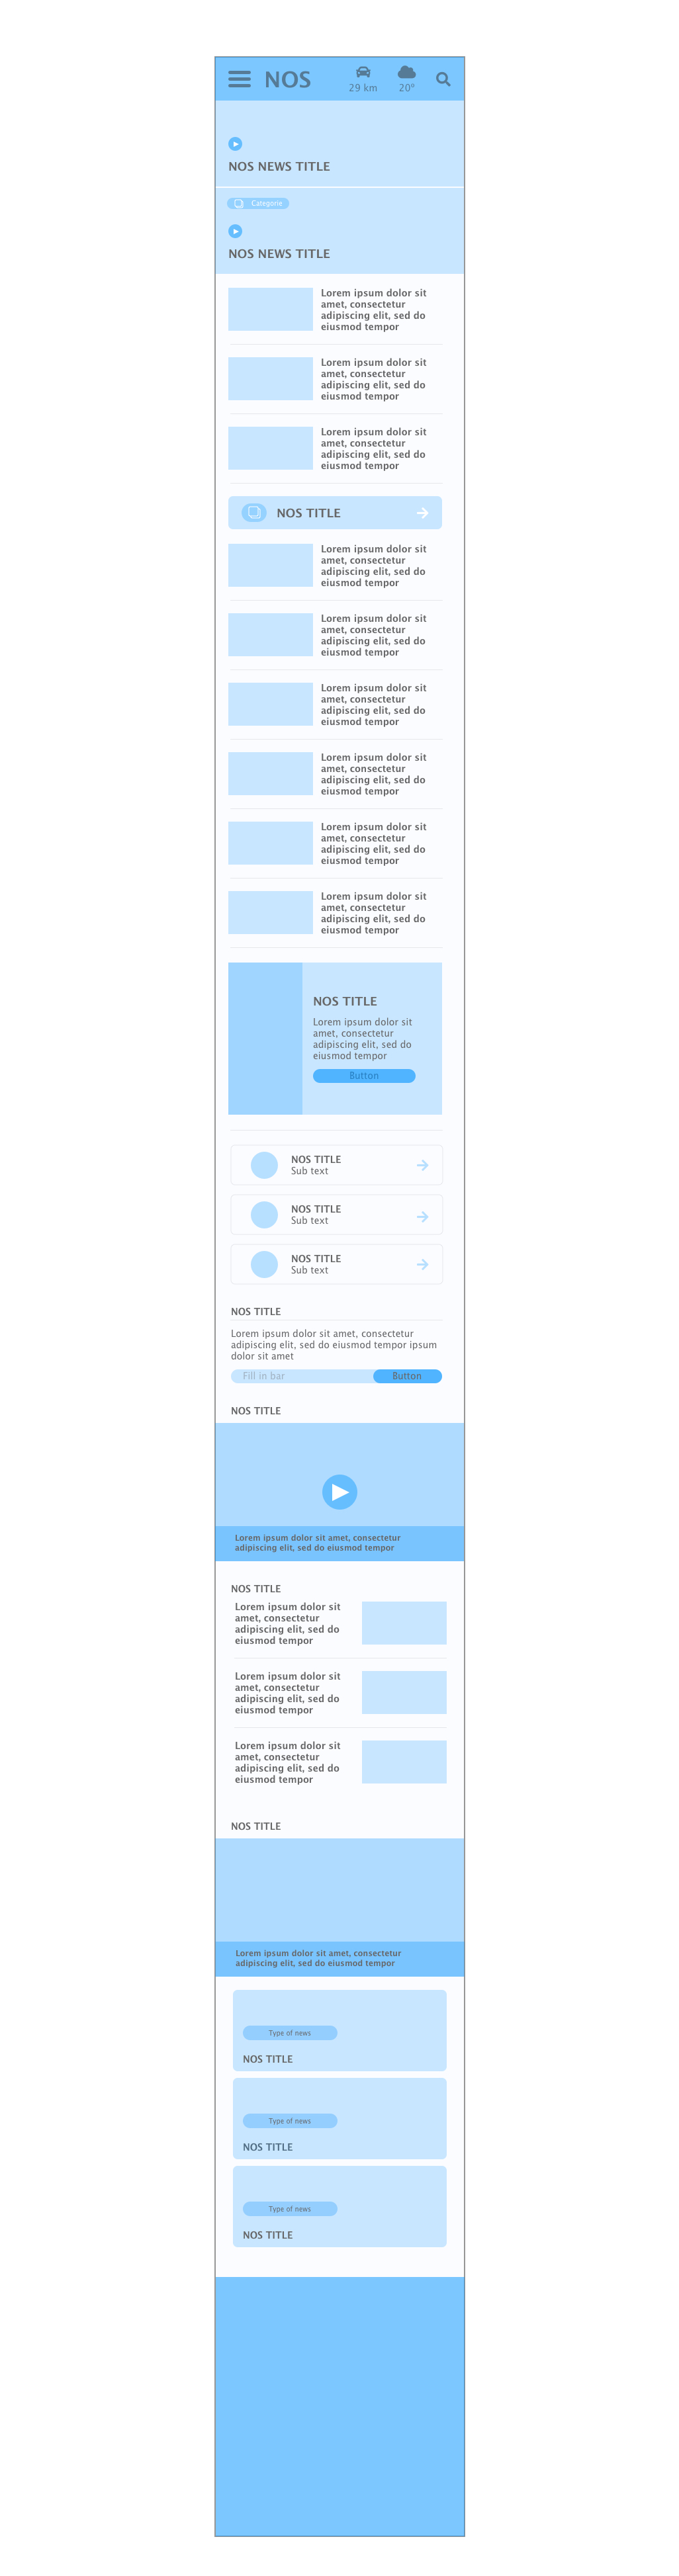 NOS
29 km
20°
NOS NEWS TITLE
Categorie
NOS NEWS TITLE
Lorem ipsum dolor sit
amet, consectetur
adipiscing elit, sed do
eiusmod tempor
Lorem ipsum dolor sit
amet, consectetur
adipiscing elit, sed do
eiusmod tempor
Lorem ipsum dolor sit
amet, consectetur
adipiscing elit, sed do
eiusmod tempor
NOS TITLE
Lorem ipsum dolor sit
amet, consectetur
adipiscing elit, sed do
eiusmod tempor
Lorem ipsum dolor sit
amet, consectetur
adipiscing elit, sed do
eiusmod tempor
Lorem ipsum dolor sit
amet, consectetur
adipiscing elit, sed do
eiusmod tempor
Lorem ipsum dolor sit
amet, consectetur
adipiscing elit, sed do
eiusmod tempor
Lorem ipsum dolor sit
amet, consectetur
adipiscing elit, sed do
eiusmod tempor
Lorem ipsum dolor sit
amet, consectetur
adipiscing elit, sed do
eiusmod tempor
NOS TITLE
Lorem ipsum dolor sit
amet, consectetur
adipiscing elit, sed do
eiusmod tempor
Button
NOS TITLE
Sub text
NOS TITLE
Sub text
NOS TITLE
Sub text
NOS TITLE
Lorem ipsum dolor sit amet, consectetur
adipiscing elit, sed do eiusmod tempor ipsum
dolor sit amet
Fill in bar
Button
NOS TITLE
Lorem ipsum dolor sit amet, consectetur
adipiscing elit, sed do eiusmod tempor
NOS TITLE
Lorem ipsum dolor sit
amet, consectetur
adipiscing elit, sed do
eiusmod tempor
Lorem ipsum dolor sit
amet, consectetur
adipiscing elit, sed do
eiusmod tempor
Lorem ipsum dolor sit
amet, consectetur
adipiscing elit, sed do
eiusmod tempor
NOS TITLE
Lorem ipsum dolor sit amet, consectetur
adipiscing elit, sed do eiusmod tempor
Type of news
NOS TITLE
Type of news
NOS TITLE
Type of news
NOS TITLE